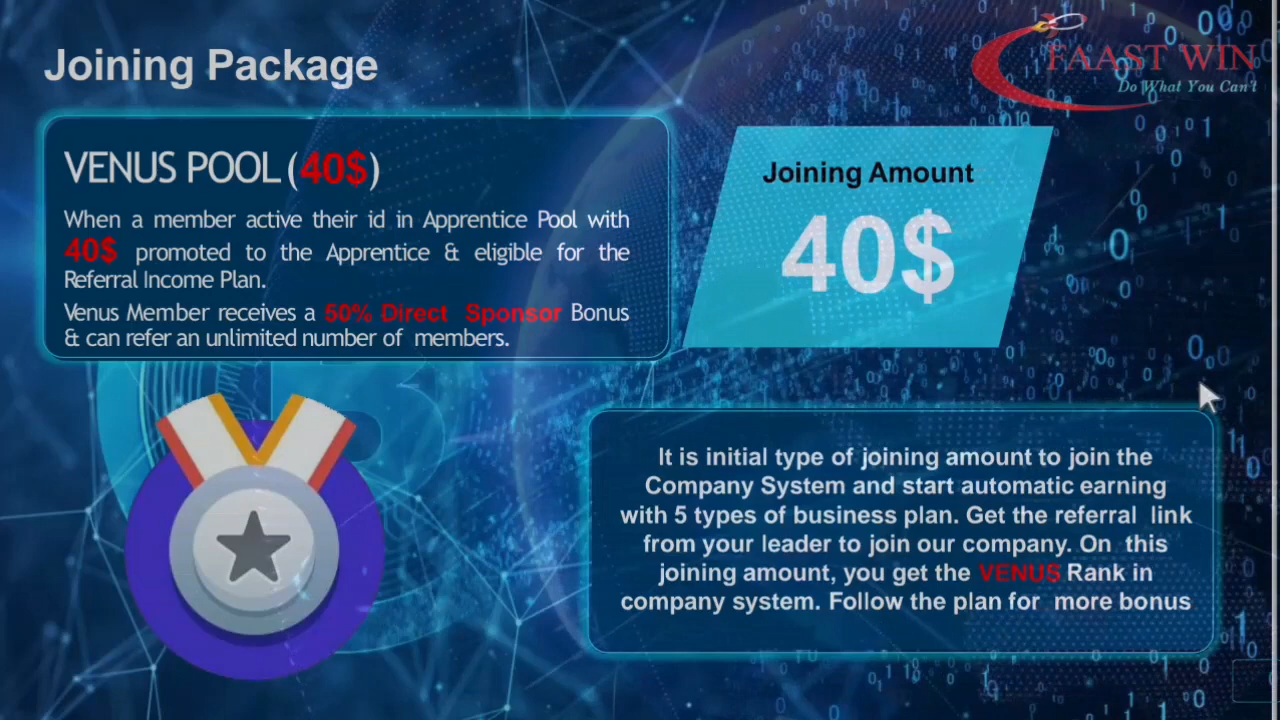 Joining Package
FAAST WIN
Do What You Can't
VENUS POOL (40$)
When a member active their id in Apprentice Pool with
40$ promoted to the Apprentice & eligible for the
Referral Income Plan.
Venus Member receives a 50% Direct Sponsor Bonus
& can refer an unlimited number of members.
Joining Amount
40$
It is initial type of joining amount to join the
Company System and start automatic earning
with 5 types of business plan. Get the referral link
from your leader to join our company. On this
joining amount, you get the VENUS Rank in
company system. Follow the plan for more bonus